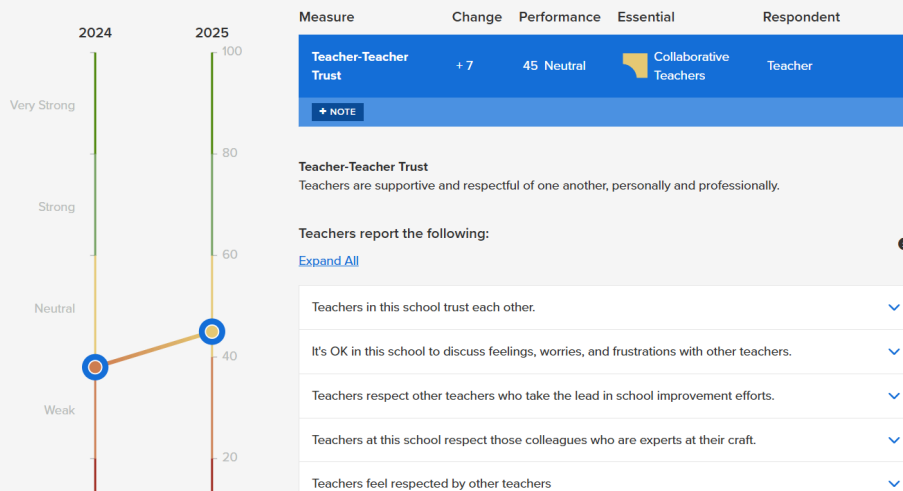 2024 2025
100
Very Strong
80
Strong
60
Neutral
40
Weak
20
Measure Change Performance Essential Respondent
Teacher-Teacher
Trust
+ 7
45 Neutral
Collaborative
Teachers
Teacher
+ NOTE
Teacher-Teacher Trust
Teachers are supportive and respectful of one another, personally and professionally.
Teachers report the following:
Expand All
Teachers in this school trust each other.
It's OK in this school to discuss feelings, worries, and frustrations with other teachers.
Teachers respect other teachers who take the lead in school improvement efforts.
Teachers at this school respect those colleagues who are experts at their craft.
Teachers feel respected by other teachers